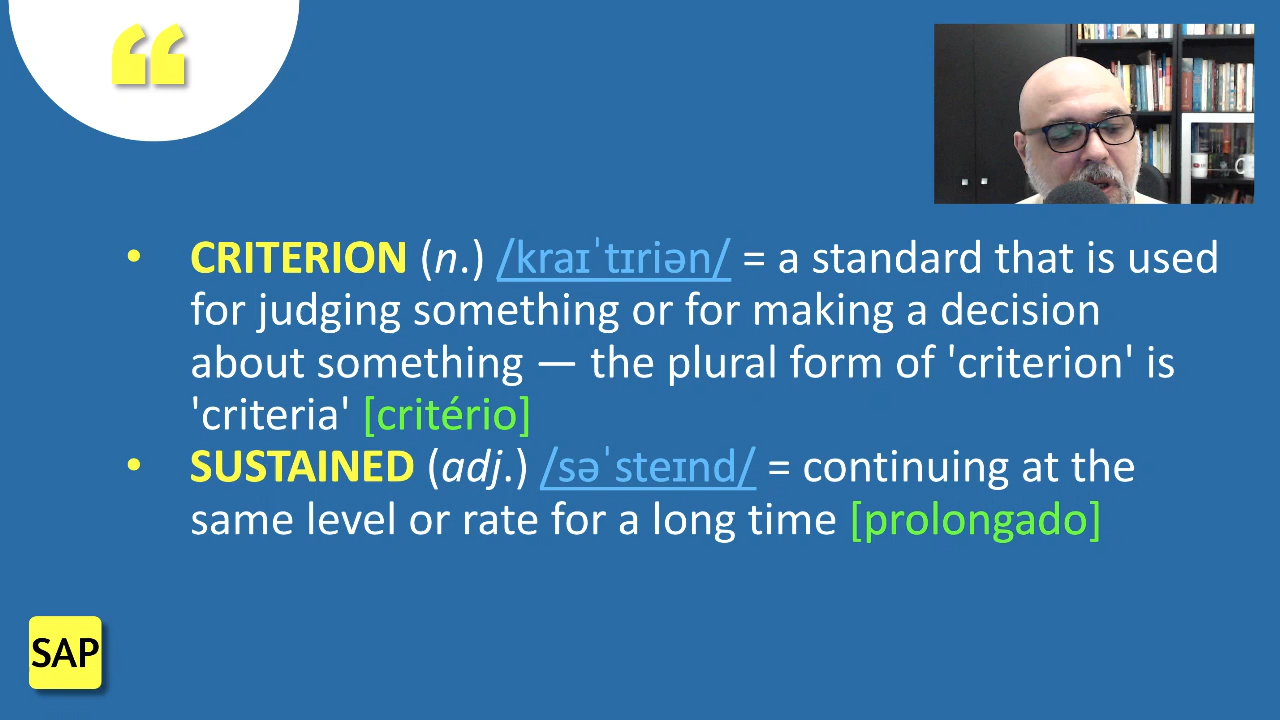 • CRITERION (n.) /kraɪˈtɪriən/ = a standard that is used
for judging something or for making a decision
about something — the plural form of 'criterion' is
'criteria' [critério]
• SUSTAINED (adj.) /səˈsteɪnd/ = continuing at the
same level or rate for a long time [prolongado]
SAP